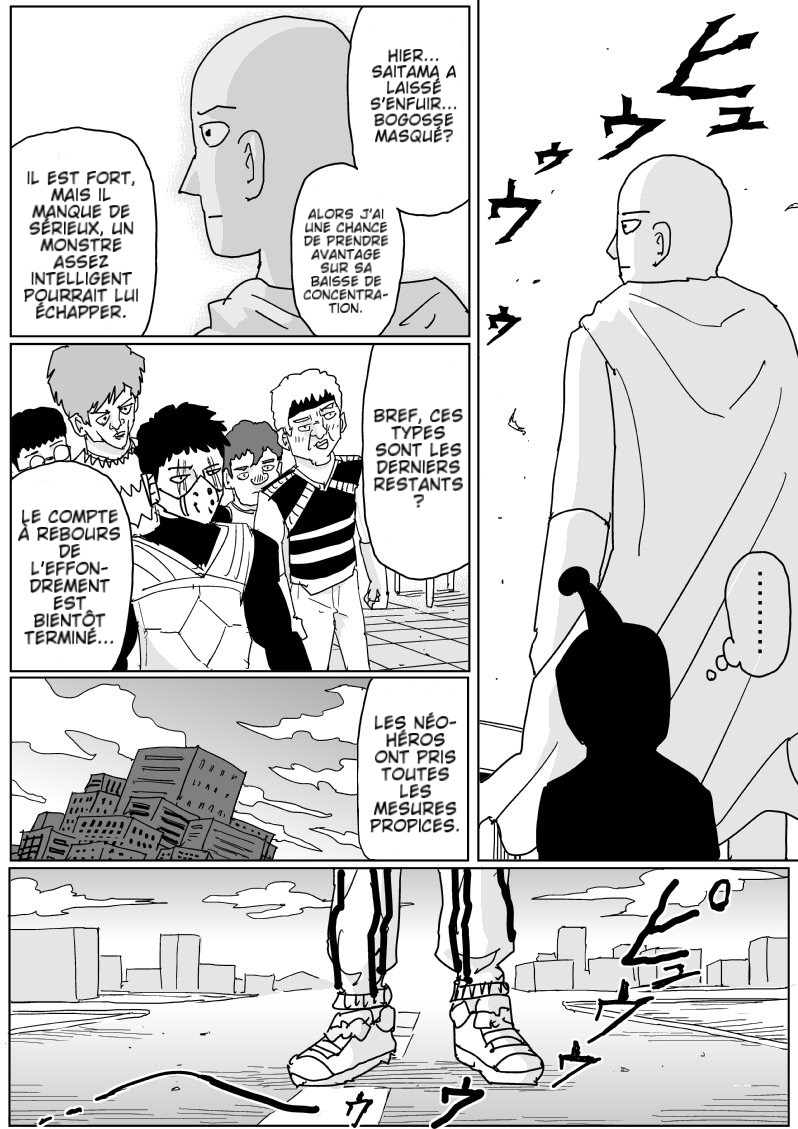 ヒュウゥウゥ
..........
HIER...
SAITAMA A
LAISSÉ
S'ENFUIR...
BOGOSSE
MASQUÉ?
ALORS J'AI
UNE CHANCE
DE PRENDRE
AVANTAGE
SUR SA
BAISSE DE
CONCENTRA-
TION.
IL EST FORT,
MAIS IL
MANQUE DE
SÉRIEUX, UN
MONSTRE
ASSEZ
INTELLIGENT
POURRAIT LUI
ÉCHAPPER.
BREF, CES
TYPES
SONT LES
DERNIERS
RESTANTS
?
LE COMPTE
À REBOURS
DE
L'EFFON-
DREMENT
EST
BIENTÔT
TERMINÉ...
LES NÉO-
HÉROS
ONT PRIS
TOUTES
LES
MESURES
PROPICES.
ピュウウウウゥ